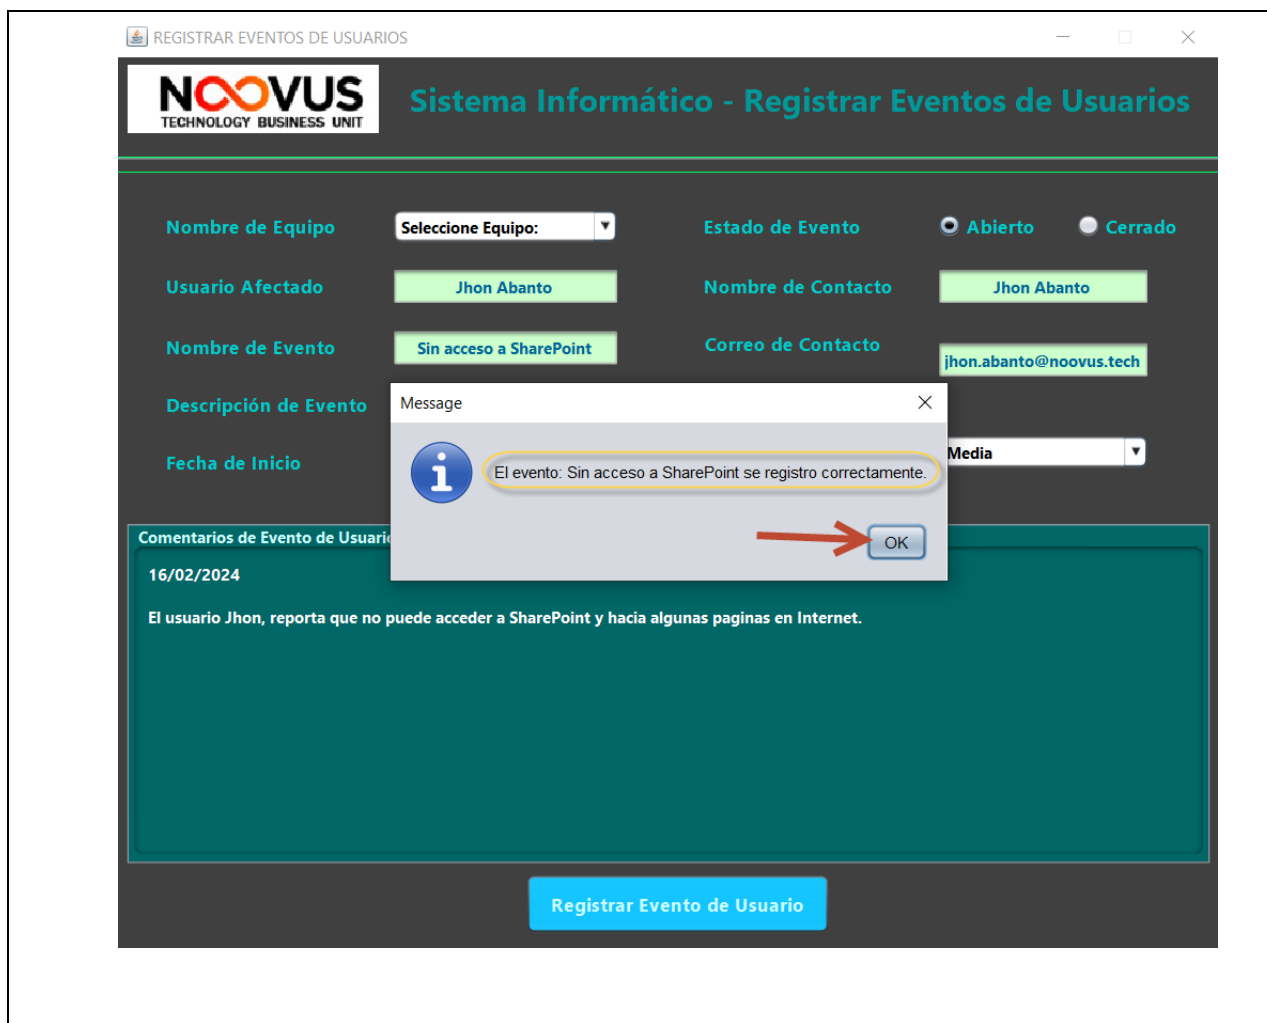 REGISTRAR EVENTOS DE USUARIOS
NOOVUS
TECHNOLOGY BUSINESS UNIT
Sistema Informático - Registrar Eventos de Usuarios
Nombre de Equipo
Seleccione Equipo:
Estado de Evento
Abierto
Cerrado
Usuario Afectado
Jhon Abanto
Nombre de Contacto
Jhon Abanto
Nombre de Evento
Sin acceso a SharePoint
Correo de Contacto
jhon.abanto@noovus.tech
Descripción de Evento
Message
Fecha de Inicio
El evento: Sin acceso a SharePoint se registro correctamente.
Media
OK
Comentarios de Evento de Usuario
16/02/2024
El usuario Jhon, reporta que no puede acceder a SharePoint y hacia algunas paginas en Internet.
Registrar Evento de Usuario